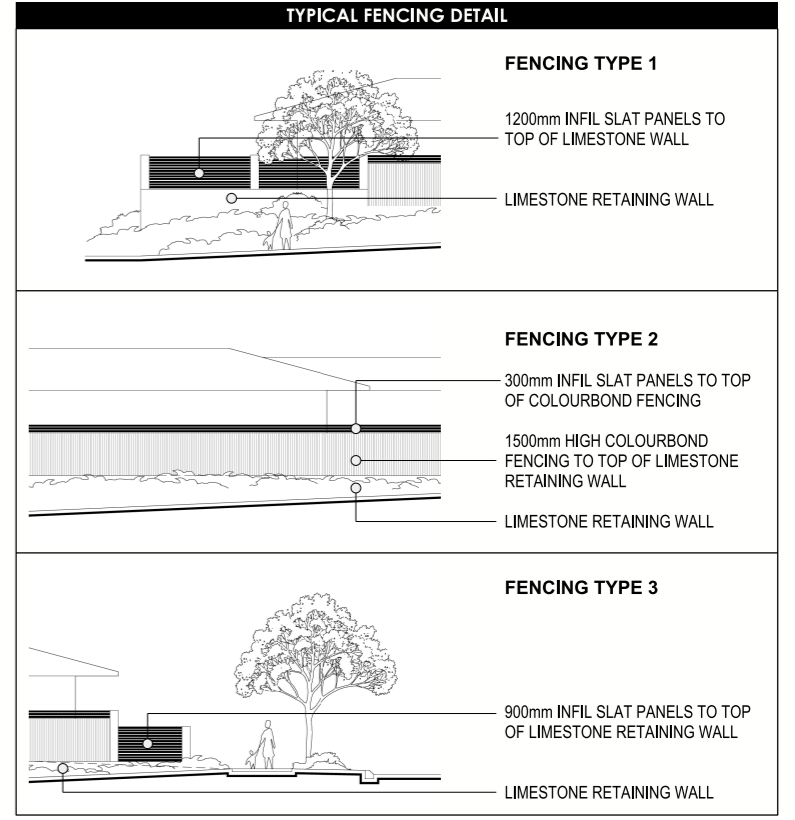 TYPICAL FENCING DETAIL
FENCING TYPE 1
1200mm INFIL SLAT PANELS TO
TOP OF LIMESTONE WALL
LIMESTONE RETAINING WALL
FENCING TYPE 2
300mm INFIL SLAT PANELS TO TOP
OF COLOURBOND FENCING
1500mm HIGH COLOURBOND
FENCING TO TOP OF LIMESTONE
RETAINING WALL
LIMESTONE RETAINING WALL
FENCING TYPE 3
900mm INFIL SLAT PANELS TO TOP
OF LIMESTONE RETAINING WALL
LIMESTONE RETAINING WALL